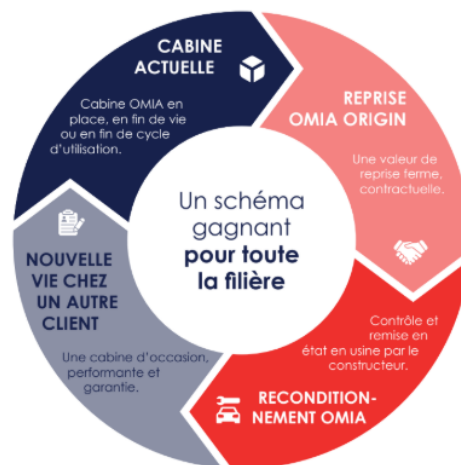 CABINE
ACTUELLE
Cabine OMIA en
place, en fin de vie
ou en fin de cycle
d'utilisation.
REPRISE
OMIA ORIGIN
Une valeur de
reprise ferme,
contractuelle.
Un schéma
gagnant
pour toute
la filière
Contrôle et
remise en
état en usine par le
constructeur.
RECONDITION-
NEMENT OMIA
NOUVELLE
VIE CHEZ
UN AUTRE
CLIENT
Une cabine d'occasion,
performante et
garantie.